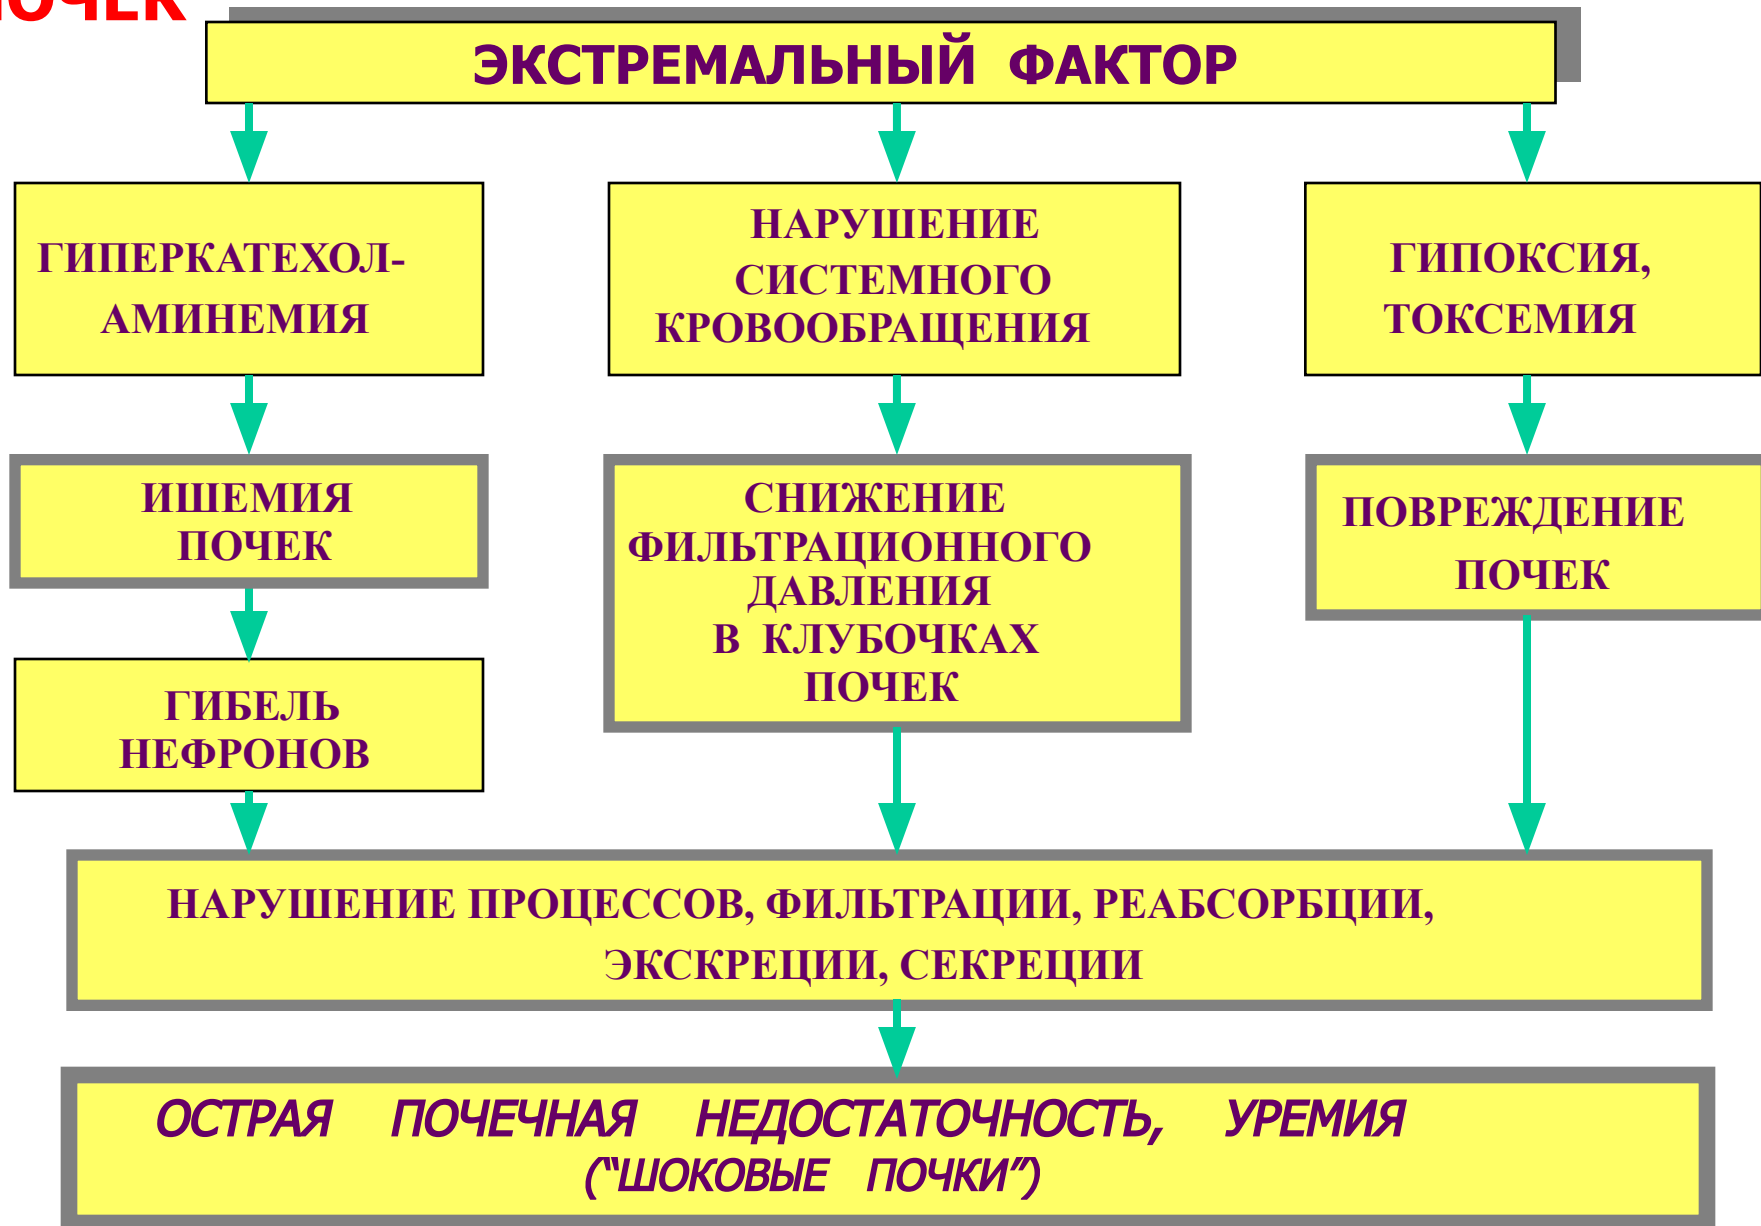 ЭКСТРЕМАЛЬНЫЙ ФАКТОР
ГИПЕРКАТЕХОЛ-
АМИНЕМИЯ
НАРУШЕНИЕ
СИСТЕМНОГО
КРОВООБРАЩЕНИЯ
ГИПОКСИЯ,
ТОКСЕМИЯ
ИШЕМИЯ
ПОЧЕК
СНИЖЕНИЕ
ФИЛЬТРАЦИОННОГО
ДАВЛЕНИЯ
В КЛУБОЧКАХ
ПОЧЕК
ПОВРЕЖДЕНИЕ
ПОЧЕК
ГИБЕЛЬ
НЕФРОНОВ
НАРУШЕНИЕ ПРОЦЕССОВ, ФИЛЬТРАЦИИ, РЕАБСОРБЦИИ,
ЭКСКРЕЦИИ, СЕКРЕЦИИ
ОСТРАЯ ПОЧЕЧНАЯ НЕДОСТАТОЧНОСТЬ, УРЕМИЯ
("ШОКОВЫЕ ПОЧКИ")